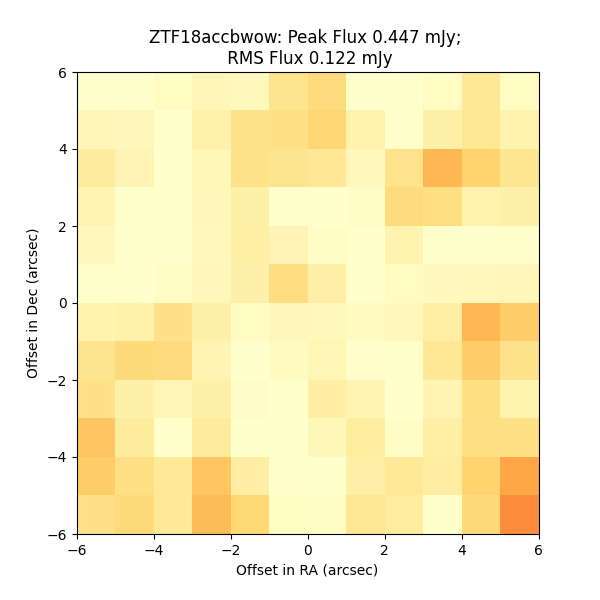 ZTF18accbwow: Peak Flux 0.447 mJy;
RMS Flux 0.122 mJy
6
4
2
0
−2
−4
−6
Offset in Dec (arcsec)
−6 −4 −2 0 2 4 6
Offset in RA (arcsec)